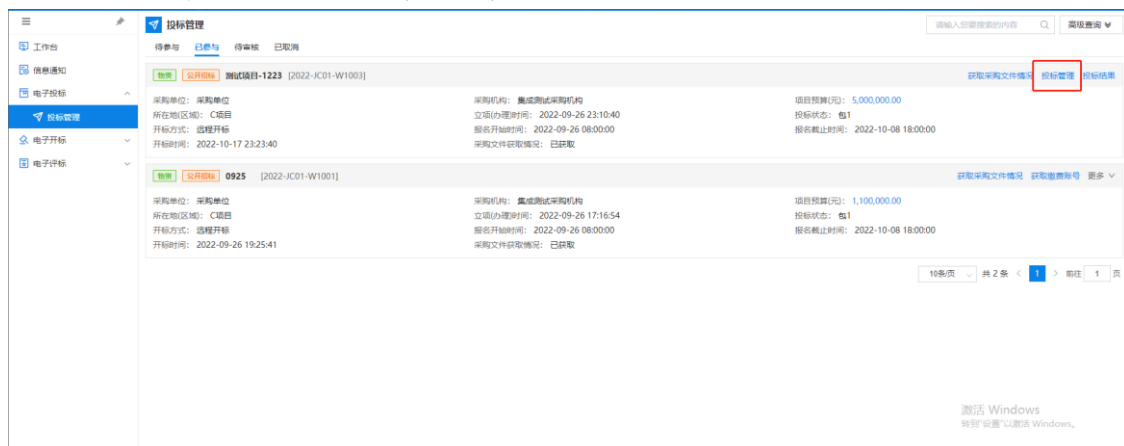 投标管理
请输入您要搜索的内容
高级查询
工作台
待参与 已参与 待审核 已取消
信息通知
物资 公开招标 测试项目-1223 [2022-JC01-W1003]
获取采购文件情况 投标管理 投标结果
电子投标
投标管理
电子开标
电子评标
采购单位： 采购单位
采购机构： 集成测试采购机构
项目预算(元)： 5,000,000.00
所在地(区域)： C项目
立项(办理)时间： 2022-09-26 23:10:40
投标状态： 包1
开标方式： 远程开标
报名开始时间： 2022-09-26 08:00:00
报名截止时间： 2022-10-08 18:00:00
开标时间： 2022-10-17 23:23:40
采购文件获取情况： 已获取
物资 公开招标 0925 [2022-JC01-W1001]
获取采购文件情况 获取缴费账号 更多
采购单位： 采购单位
采购机构： 集成测试采购机构
项目预算(元)： 1,100,000.00
所在地(区域)： C项目
立项(办理)时间： 2022-09-26 17:16:54
投标状态： 包1
开标方式： 远程开标
报名开始时间： 2022-09-26 08:00:00
报名截止时间： 2022-10-08 18:00:00
开标时间： 2022-09-26 19:25:41
采购文件获取情况： 已获取
10条/页 共 2 条 1 前往 1 页
激活 Windows
转到"设置"以激活 Windows。